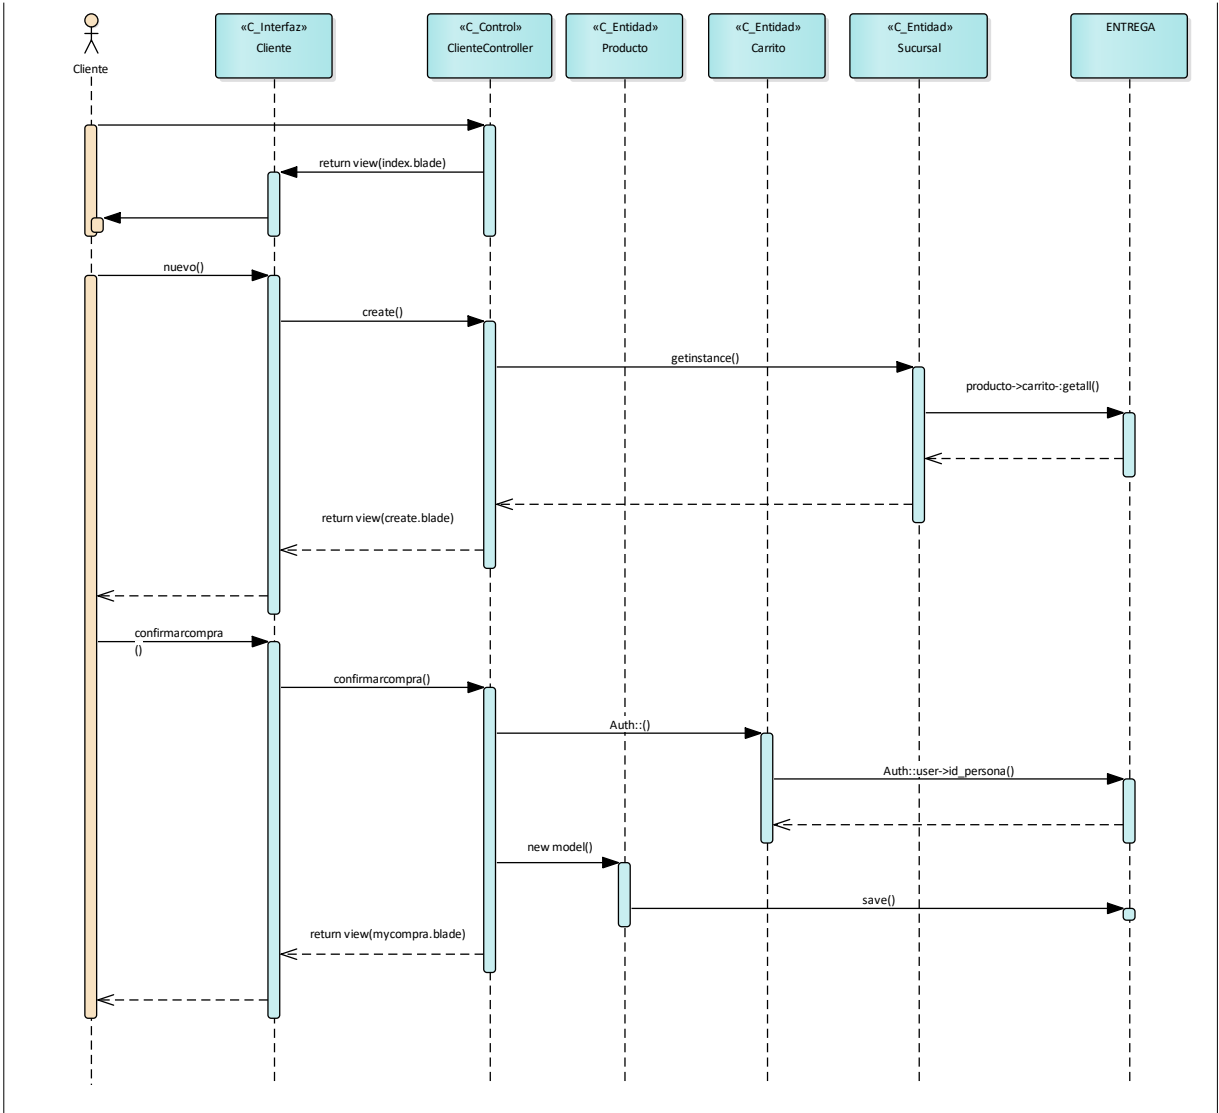 «C_Interfaz»
Cliente
«C_Control»
ClienteController
«C_Entidad»
Producto
«C_Entidad»
Carrito
«C_Entidad»
Sucursal
ENTREGA
Cliente
return view(index.blade)
nuevo()
create()
getinstance()
producto->carrito-:getall()
return view(create.blade)
confirmarcompra
()
confirmarcompra()
Auth::()
Auth::user->id_persona()
new model()
save()
return view(mycompra.blade)